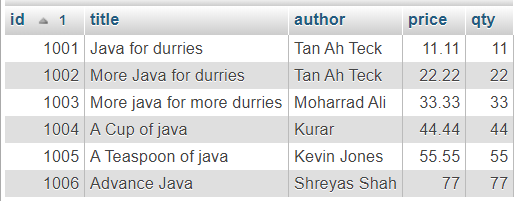 id 1 title author price qty
1001 Java for durries Tan Ah Teck 11.11 11
1002 More Java for durries Tan Ah Teck 22.22 22
1003 More java for more durries Moharrad Ali 33.33 33
1004 A Cup of java Kurar 44.44 44
1005 A Teaspoon of java Kevin Jones 55.55 55
1006 Advance Java Shreyas Shah 77 77